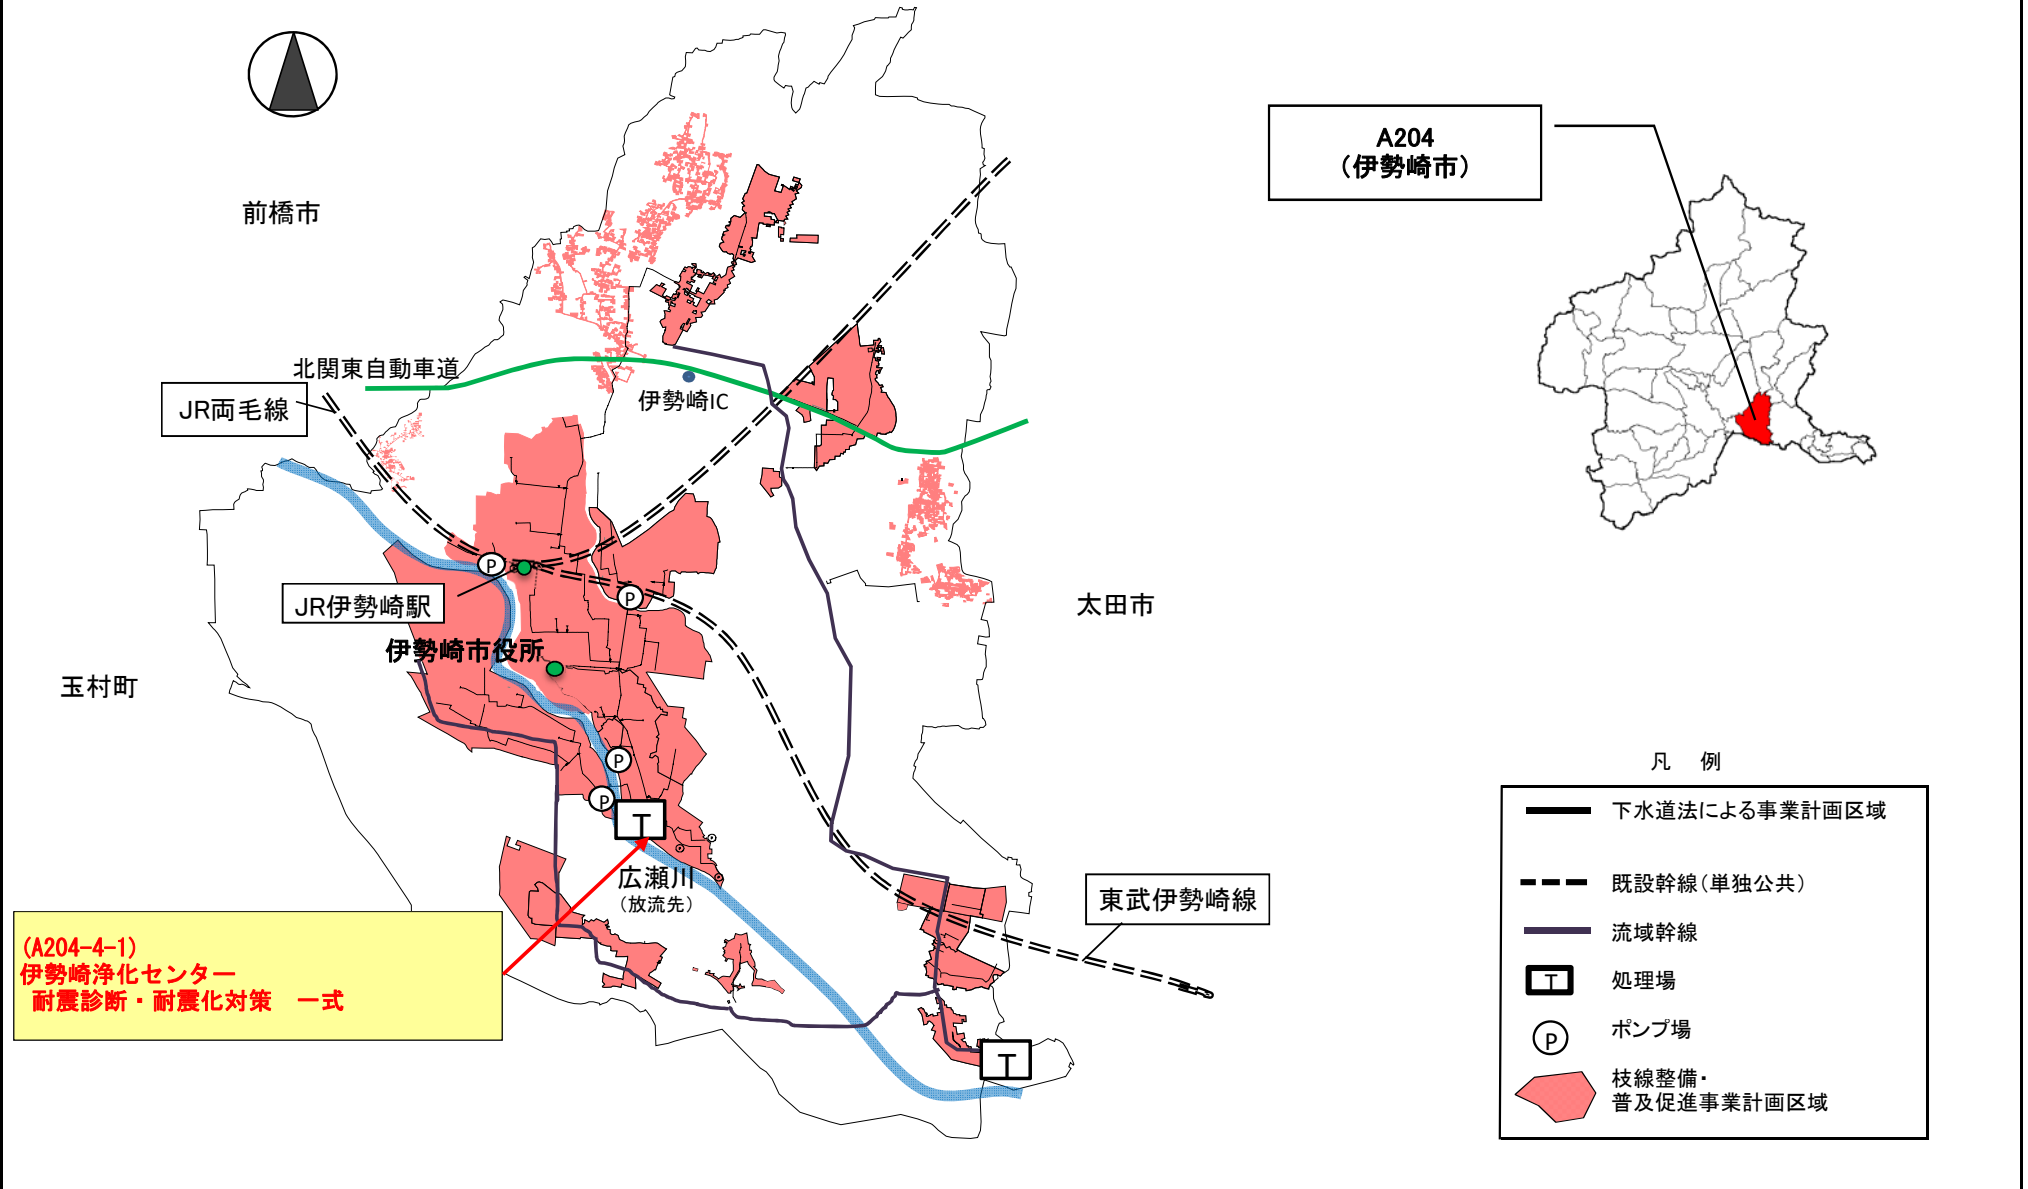 A204
（伊勢崎市）
前橋市
北関東自動車道
JR両毛線
伊勢崎IC
P
JR伊勢崎駅
P
太田市
伊勢崎市役所
玉村町
P
P
T
広瀬川
（放流先）
東武伊勢崎線
(A204-4-1)
伊勢崎浄化センター
耐震診断・耐震化対策　一式
T
凡　例
下水道法による事業計画区域
既設幹線（単独公共）
流域幹線
T
処理場
P
ポンプ場
枝線整備・
普及促進事業計画区域